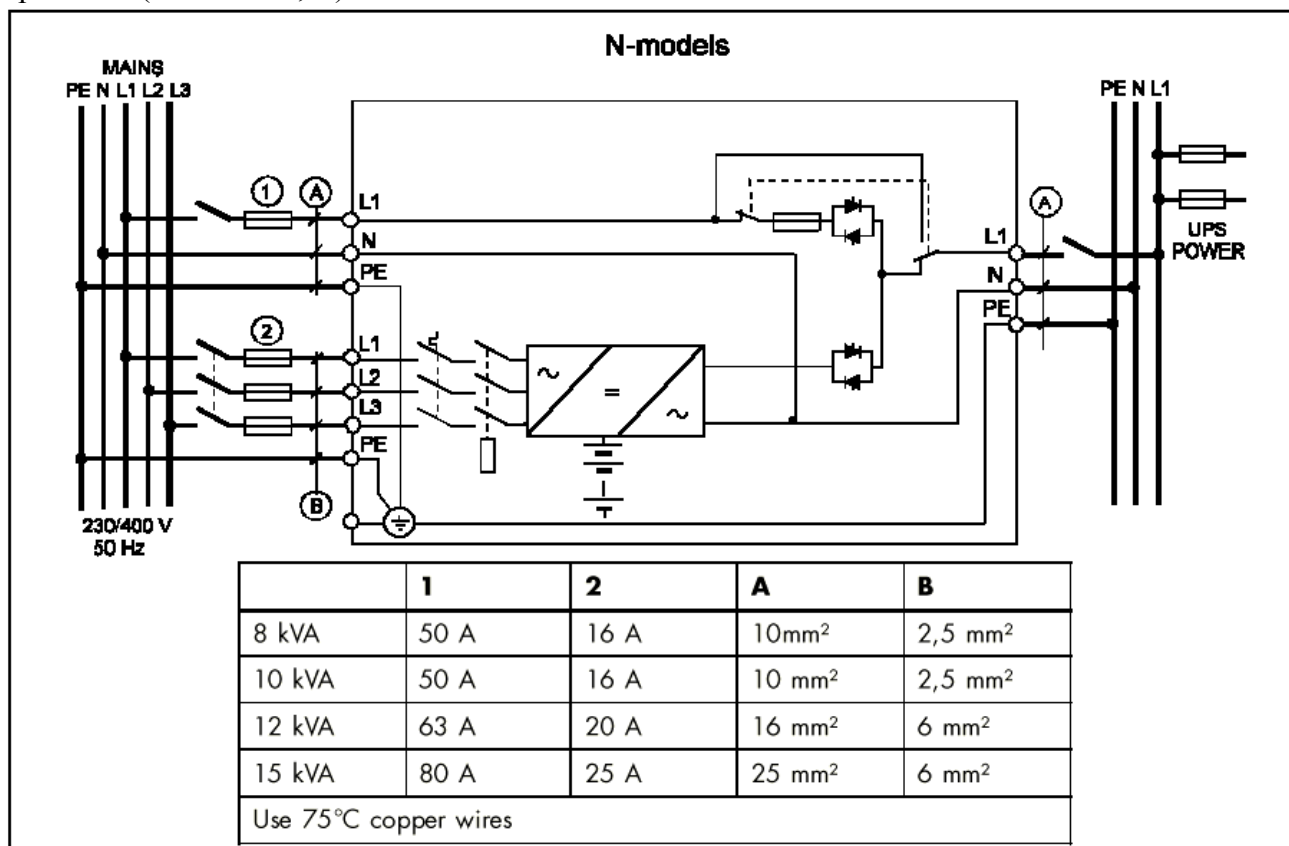 N-models
MAINS
PE N L1 L2 L3
PE N L1
1
A
L1
N
PE
2
L1
L2
L3
PE
B
230/400 V
50 Hz
A
L1
N
PE
UPS
POWER
1 2 A B
8 kVA 50 A 16 A 10mm² 2,5 mm²
10 kVA 50 A 16 A 10 mm² 2,5 mm²
12 kVA 63 A 20 A 16 mm² 6 mm²
15 kVA 80 A 25 A 25 mm² 6 mm²
Use 75°C copper wires